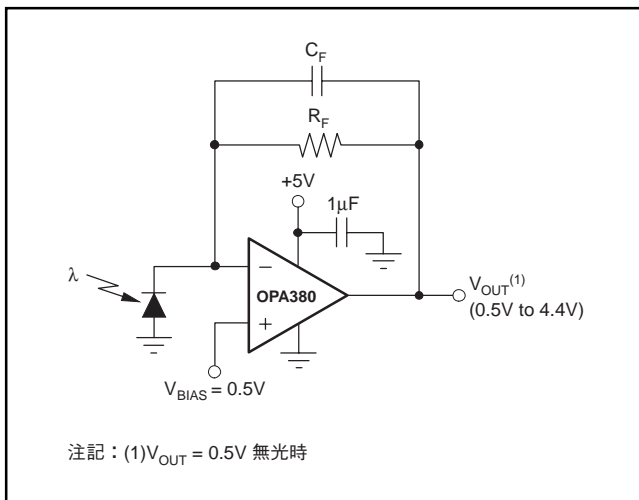 C_F
R_F
+5V
1μF
λ
−
OPA380
+
V_OUT^(1)
(0.5V to 4.4V)
V_BIAS = 0.5V
注記：(1)V_OUT = 0.5V 無光時